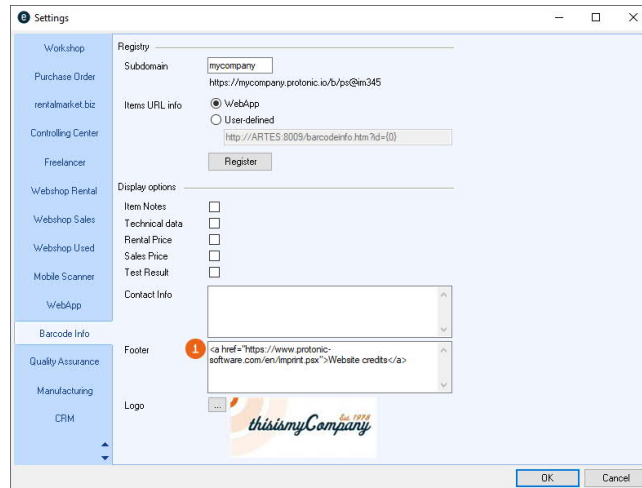 Settings
Workshop
Purchase Order
rentalmarket.biz
Controlling Center
Freelancer
Webshop Rental
Webshop Sales
Webshop Used
Mobile Scanner
WebApp
Barcode Info
Quality Assurance
Manufacturing
CRM
Registry
Subdomain
mycompany
https://mycompany.protonic.io/b/ps@im345
Items URL info
WebApp
User-defined
http://ARTES:8009/barcodeinfo.htm?id={0}
Register
Display options
Item Notes
Technical data
Rental Price
Sales Price
Test Result
Contact Info
Footer
1
<a href="https://www.protonic-
software.com/en/imprint.psx">Website credits</a>
Logo
...
Est. 1978
thisismyCompany
OK
Cancel